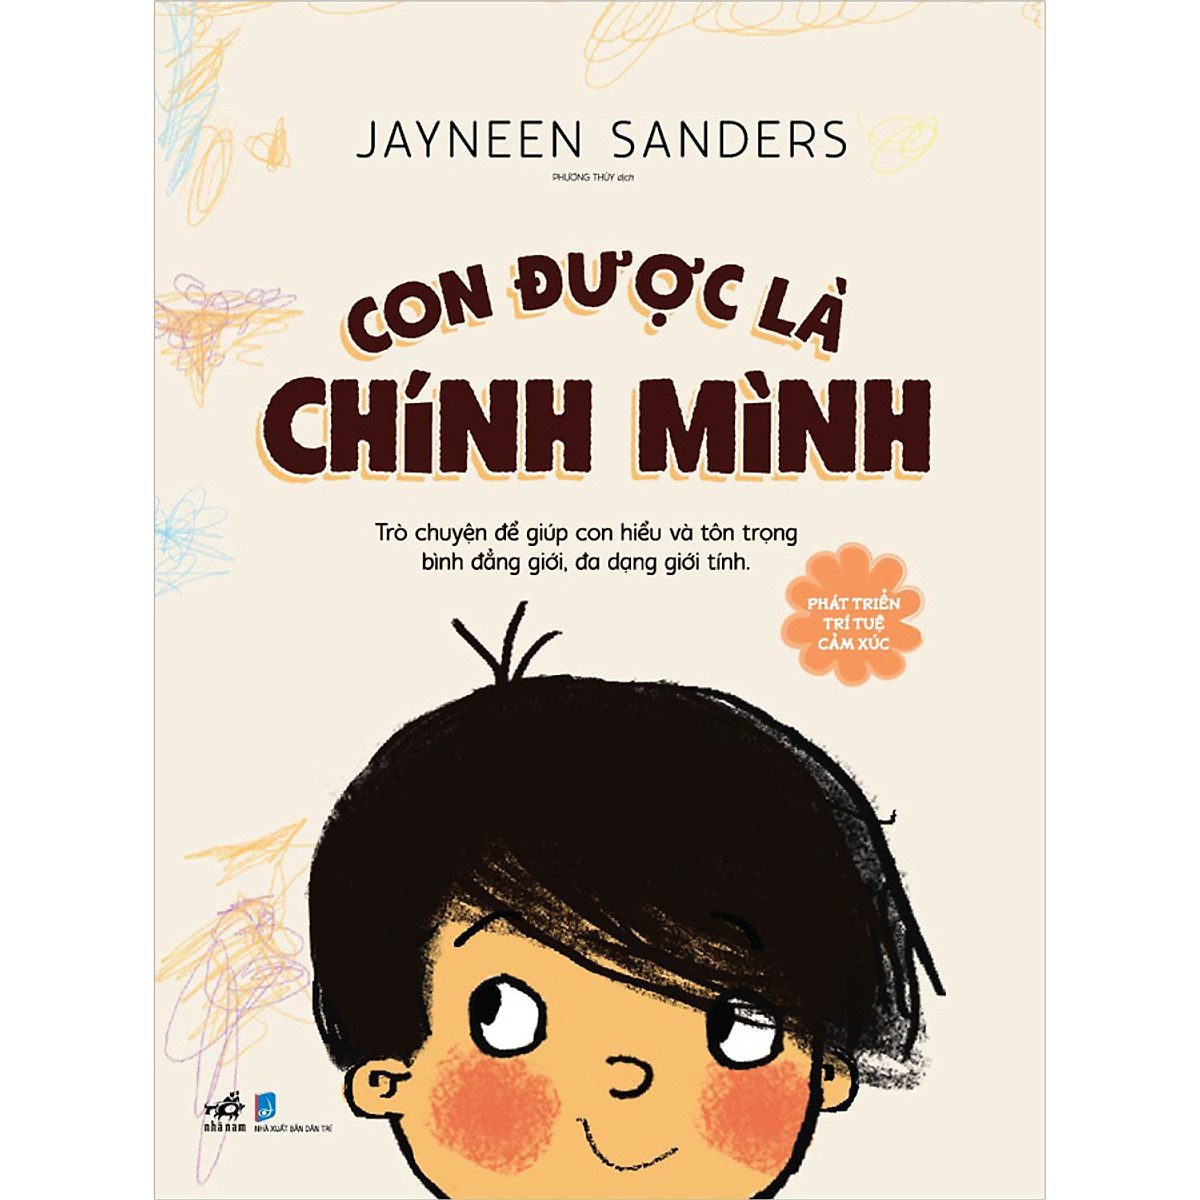 JAYNEEN SANDERS
PHƯƠNG THÙY dịch
CON ĐƯỢC LÀ
CHÍNH MÌNH
Trò chuyện để giúp con hiểu và tôn trọng
bình đẳng giới, đa dạng giới tính.
PHÁT TRIỂN
TRÍ TUỆ
CẢM XÚC
nhã nam
NHÀ XUẤT BẢN DÂN TRÍ